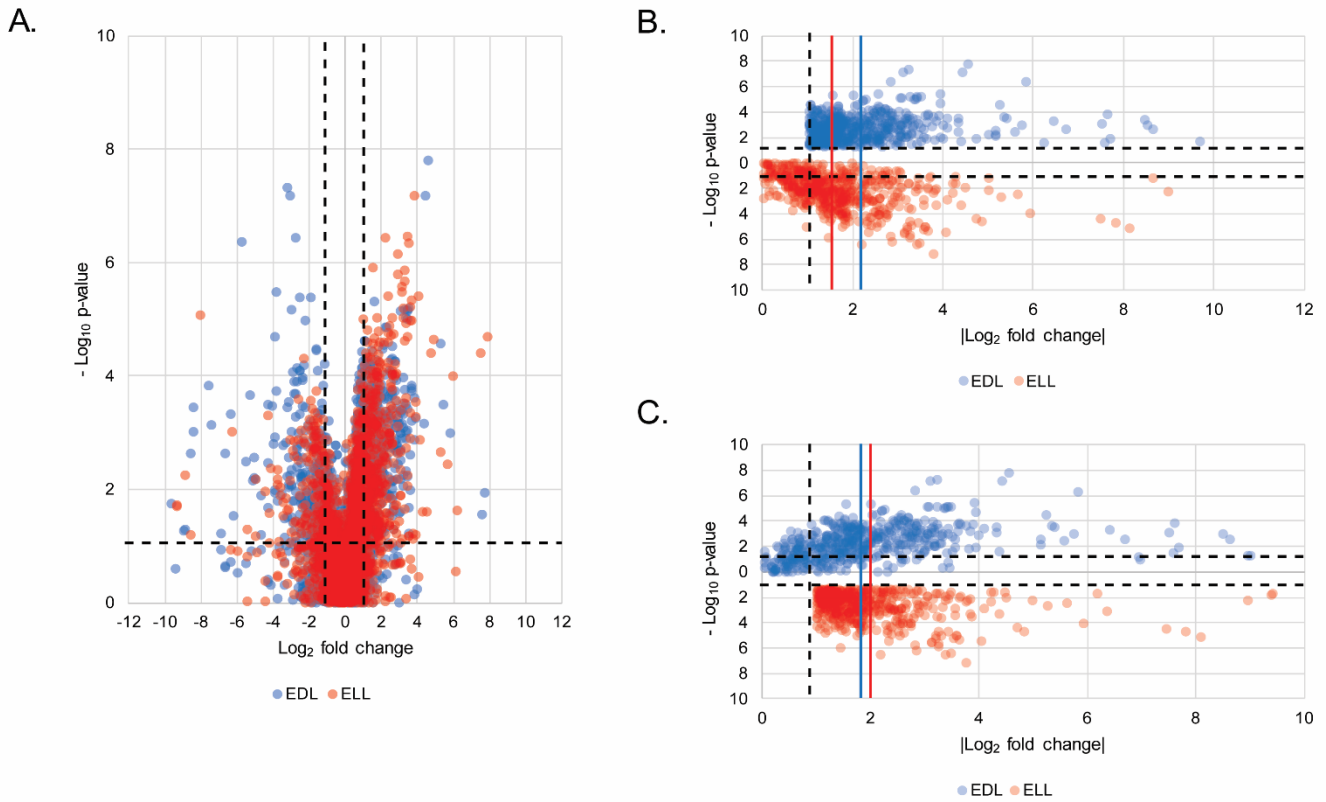 A.
10
8
6
4
2
0
-12 -10 -8 -6 -4 -2 0 2 4 6 8 10 12
- Log10 p-value
Log2 fold change
EDL ELL
B.
10
8
6
4
2
0
2
4
6
8
10
0 2 4 6 8 10 12
- Log10 p-value
|Log2 fold change|
EDL ELL
C.
10
8
6
4
2
0
2
4
6
8
10
0 2 4 6 8 10
- Log10 p-value
|Log2 fold change|
EDL ELL